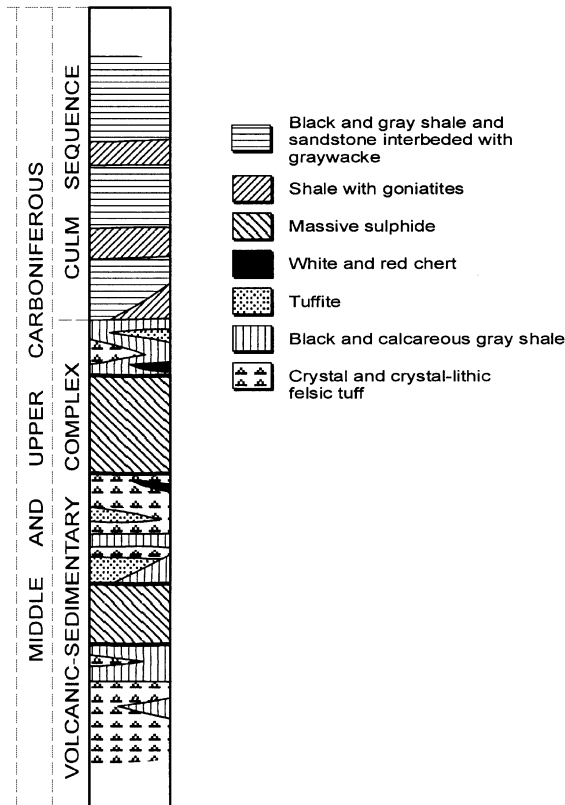 MIDDLE AND UPPER CARBONIFEROUS
VOLCANIC-SEDIMENTARY COMPLEX
CULM SEQUENCE
Black and gray shale and
sandstone interbeded with
graywacke
Shale with goniatites
Massive sulphide
White and red chert
Tuffite
Black and calcareous gray shale
Crystal and crystal-lithic
felsic tuff